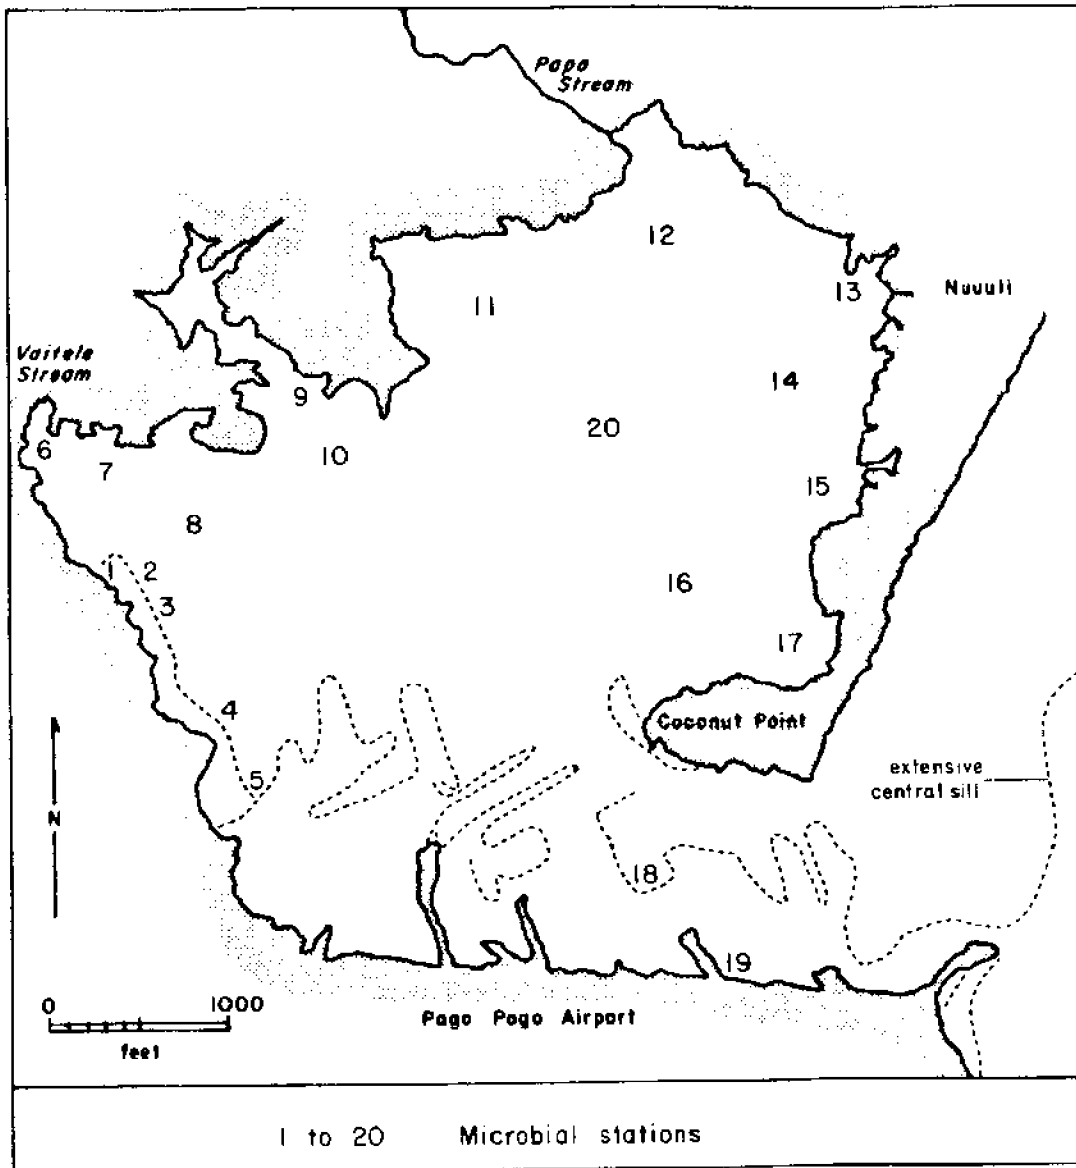 Papa
Stream
12
13
Nuuuli
11
Vaitele
Stream
14
9
20
6
7
10
15
8
1
2
3
16
17
4
Coconut Point
5
extensive
central sill
N
18
19
0
1000
feet
Pago Pago Airport
1 to 20 Microbial stations